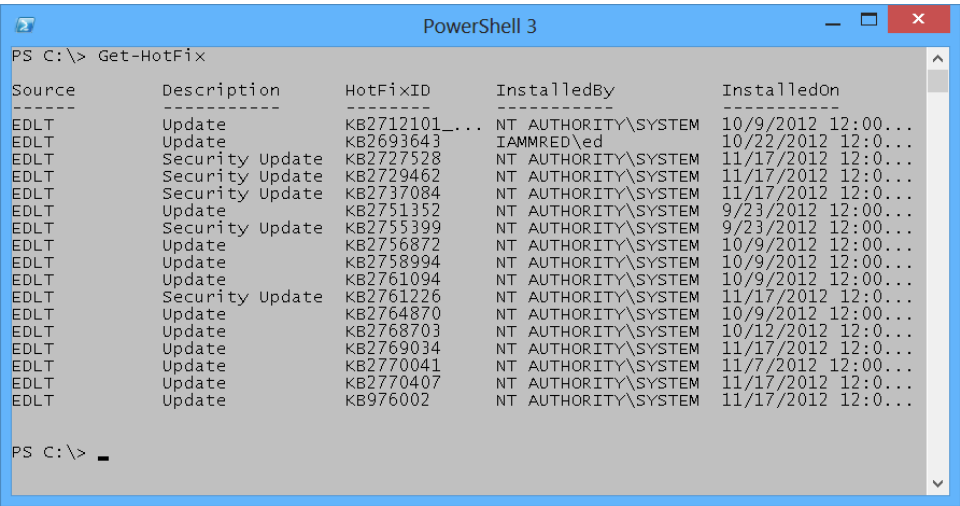 PowerShell 3
PS C:\> Get-HotFix
Source Description HotFixID InstalledBy InstalledOn
------ ----------- -------- ----------- -----------
EDLT Update KB2712101_... NT AUTHORITY\SYSTEM 10/9/2012 12:00...
EDLT Update KB2693643 IAMMRED\ed 10/22/2012 12:0...
EDLT Security Update KB2727528 NT AUTHORITY\SYSTEM 11/17/2012 12:0...
EDLT Security Update KB2729462 NT AUTHORITY\SYSTEM 11/17/2012 12:0...
EDLT Security Update KB2737084 NT AUTHORITY\SYSTEM 11/17/2012 12:0...
EDLT Update KB2751352 NT AUTHORITY\SYSTEM 9/23/2012 12:00...
EDLT Security Update KB2755399 NT AUTHORITY\SYSTEM 9/23/2012 12:00...
EDLT Update KB2756872 NT AUTHORITY\SYSTEM 10/9/2012 12:00...
EDLT Update KB2758994 NT AUTHORITY\SYSTEM 10/9/2012 12:00...
EDLT Update KB2761094 NT AUTHORITY\SYSTEM 10/9/2012 12:00...
EDLT Security Update KB2761226 NT AUTHORITY\SYSTEM 11/17/2012 12:0...
EDLT Update KB2764870 NT AUTHORITY\SYSTEM 10/9/2012 12:00...
EDLT Update KB2768703 NT AUTHORITY\SYSTEM 10/12/2012 12:0...
EDLT Update KB2769034 NT AUTHORITY\SYSTEM 11/17/2012 12:0...
EDLT Update KB2770041 NT AUTHORITY\SYSTEM 11/7/2012 12:00...
EDLT Update KB2770407 NT AUTHORITY\SYSTEM 11/17/2012 12:0...
EDLT Update KB976002 NT AUTHORITY\SYSTEM 11/17/2012 12:0...
PS C:\> _